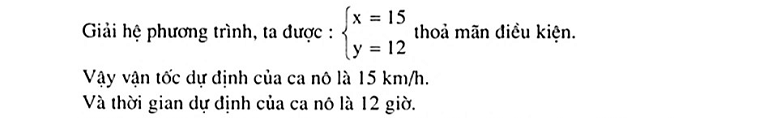 Giải hệ phương trình, ta được : { x = 15
y = 12 thoả mãn điều kiện.
Vậy vận tốc dự định của ca nô là 15 km/h.
Và thời gian dự định của ca nô là 12 giờ.